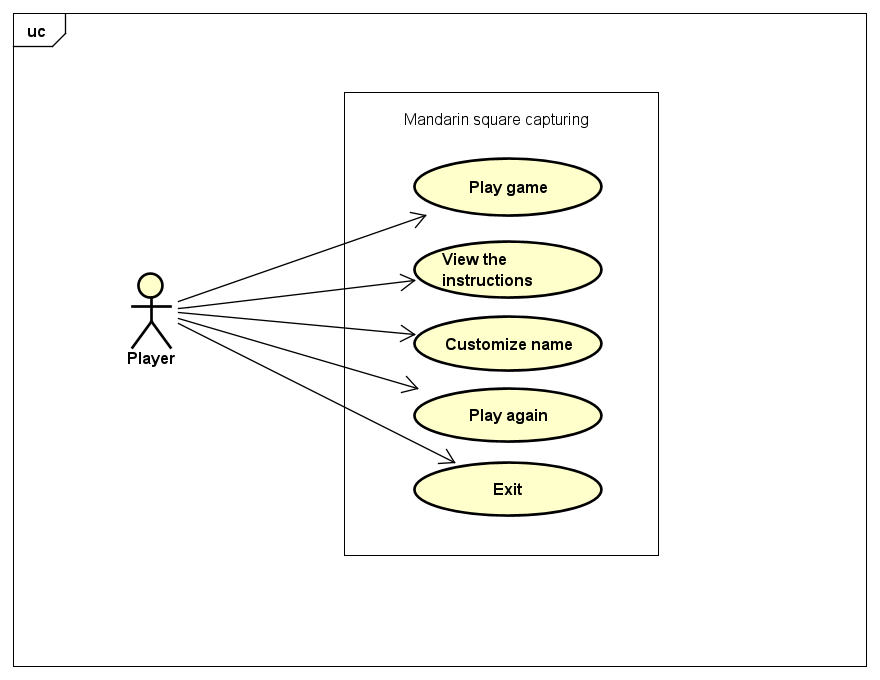 uc
Mandarin square capturing
Play game
View the
instructions
Customize name
Player
Play again
Exit